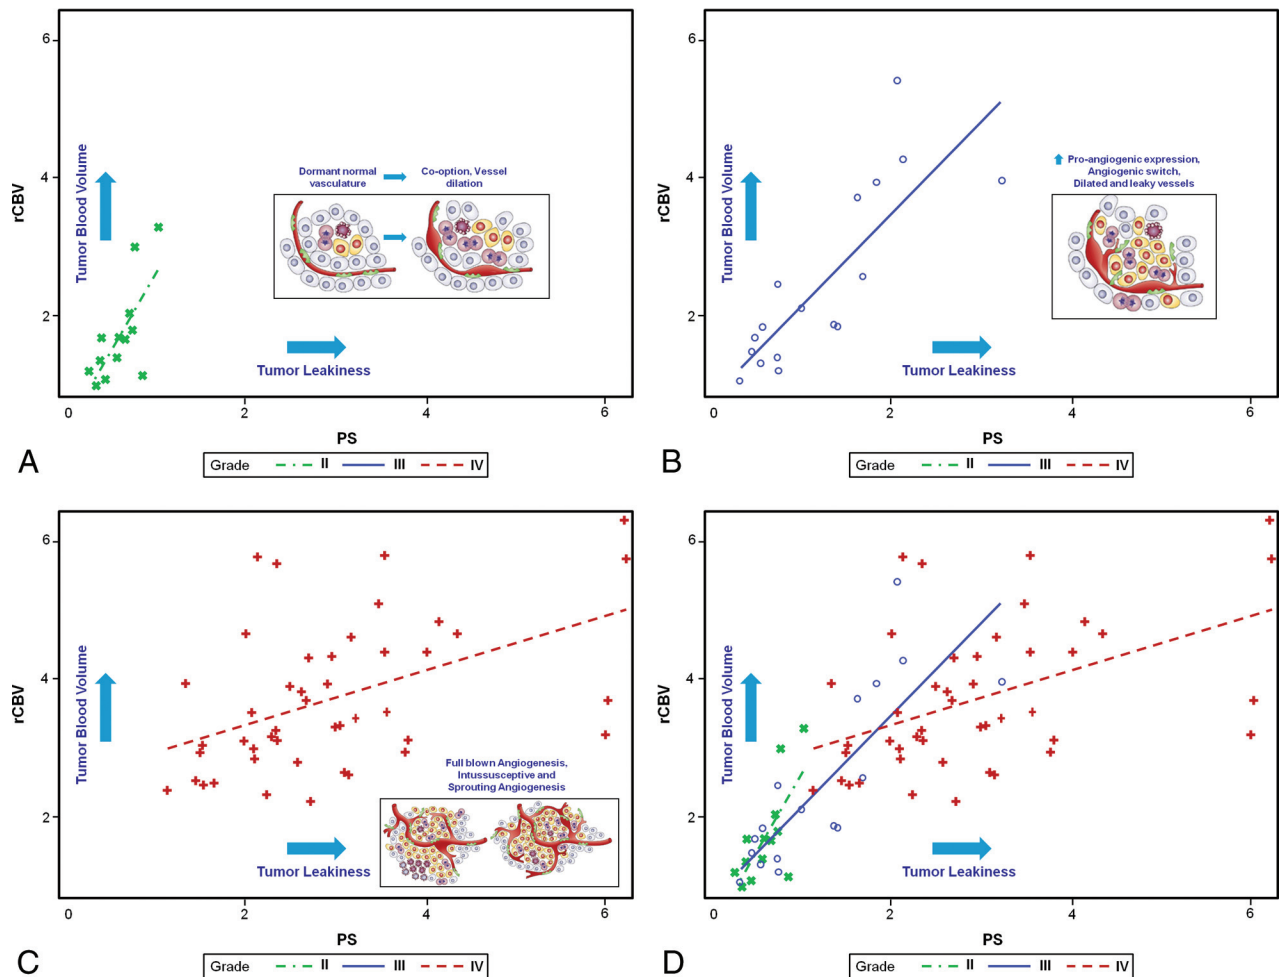 6
4
2
rCBV
Tumor Blood Volume
Dormant normal
vasculature
Co-option, Vessel
dilation
Tumor Leakiness
0
2
4
6
PS
A
Grade II III IV
6
4
2
rCBV
Tumor Blood Volume
Pro-angiogenic expression,
Angiogenic switch,
Dilated and leaky vessels
Tumor Leakiness
0
2
4
6
PS
B
Grade II III IV
6
4
2
rCBV
Tumor Blood Volume
Full blown Angiogenesis,
Intussusceptive and
Sprouting Angiogenesis
Tumor Leakiness
0
2
4
6
PS
C
Grade II III IV
6
4
2
rCBV
Tumor Blood Volume
Tumor Leakiness
0
2
4
6
PS
D
Grade II III IV